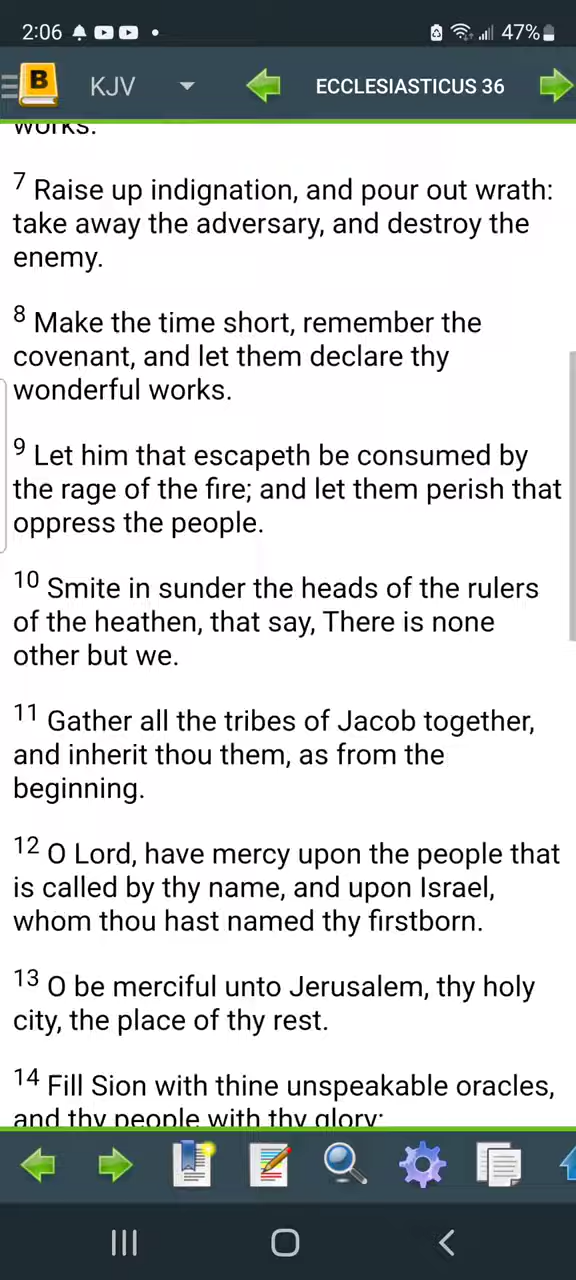 2:06 47%
B KJV ECCLESIASTICUS 36
works.
7 Raise up indignation, and pour out wrath:
take away the adversary, and destroy the
enemy.
8 Make the time short, remember the
covenant, and let them declare thy
wonderful works.
9 Let him that escapeth be consumed by
the rage of the fire; and let them perish that
oppress the people.
10 Smite in sunder the heads of the rulers
of the heathen, that say, There is none
other but we.
11 Gather all the tribes of Jacob together,
and inherit thou them, as from the
beginning.
12 O Lord, have mercy upon the people that
is called by thy name, and upon Israel,
whom thou hast named thy firstborn.
13 O be merciful unto Jerusalem, thy holy
city, the place of thy rest.
14 Fill Sion with thine unspeakable oracles,
and thy people with thy glory: